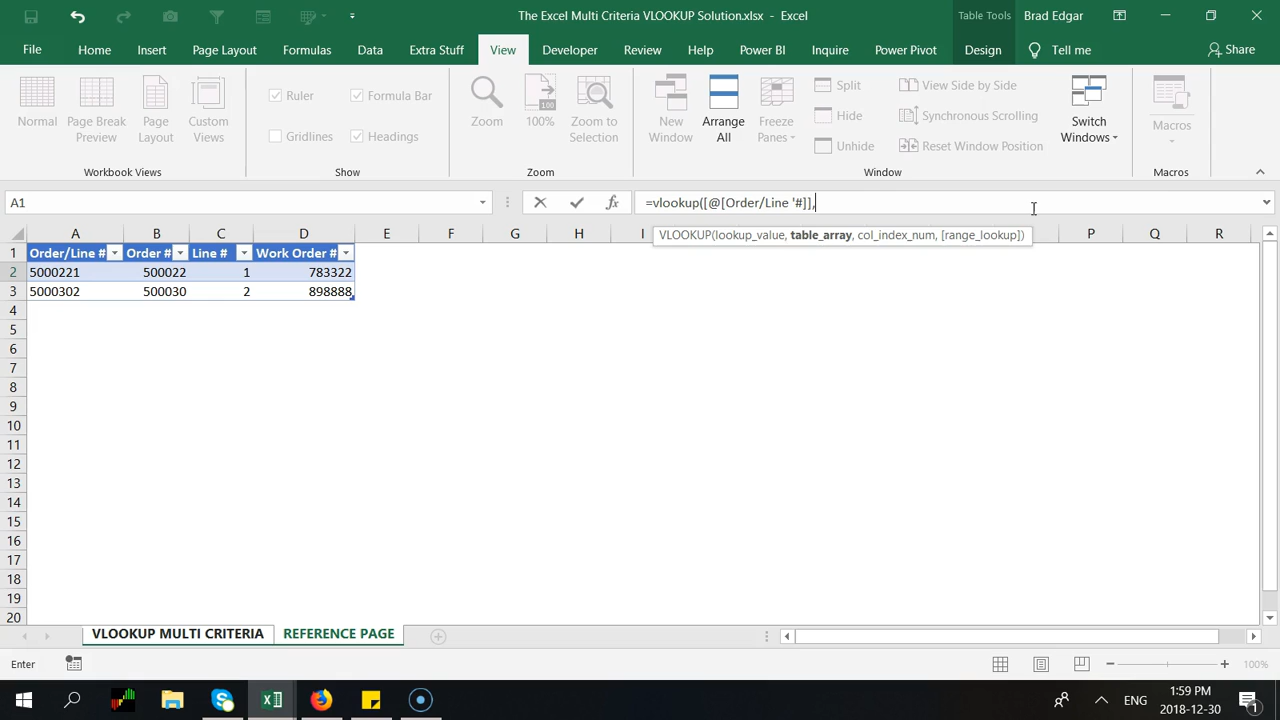 The Excel Multi Criteria VLOOKUP Solution.xlsx - Excel
Table Tools
Brad Edgar
File Home Insert Page Layout Formulas Data Extra Stuff View Developer Review Help Power BI Inquire Power Pivot Design Tell me Share
Normal
Page Break Preview
Page Layout
Custom Views
Workbook Views
Ruler
Formula Bar
Gridlines
Headings
Show
Zoom
100
100%
Zoom to Selection
Zoom
New Window
Arrange All
Freeze Panes
Split
Hide
Unhide
View Side by Side
Synchronous Scrolling
Reset Window Position
Window
Switch Windows
Macros
Macros
A1
fx
=vlookup([@[Order/Line '#]],
VLOOKUP(lookup_value, table_array, col_index_num, [range_lookup])
A B C D E F G H I P Q R
1 Order/Line # Order # Line # Work Order #
2 5000221 500022 1 783322
3 5000302 500030 2 898888
4
5
6
7
8
9
10
11
12
13
14
15
16
17
18
19
20
VLOOKUP MULTI CRITERIA REFERENCE PAGE
Enter
100%
ENG
1:59 PM
2018-12-30
1